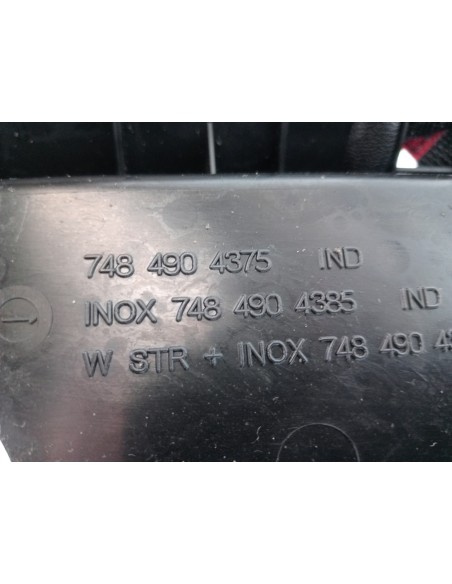 748 490 4375 IND
INOX 748 490 4385 IND
W STR + INOX 748 490